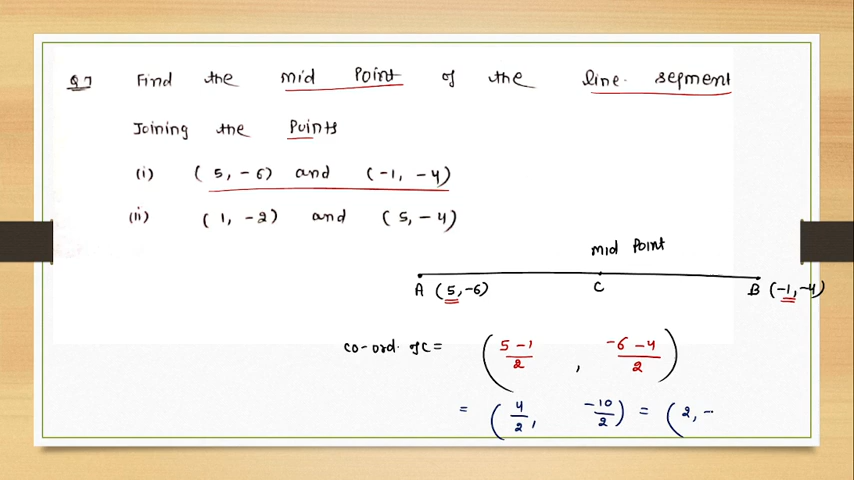 Q 7 Find the mid Point of the line segment
Joining the Points
(i) (5, -6) and (-1, -4)
(ii) (1, -2) and (5, -4)
mid Point
A (5, -6) C B (-1, -4)
co-ord. of C = ( 5-1/2 , -6-4/2 )
= ( 4/2, -10/2 ) = (2, -